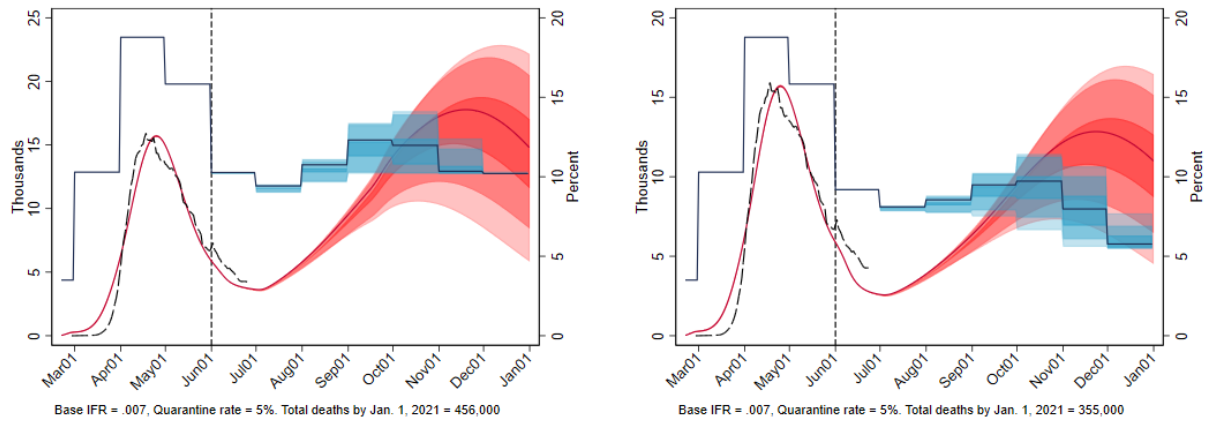 25
20
15
10
5
0
Thousands
20
15
10
5
0
Percent
Mar01 Apr01 May01 Jun01 Jul01 Aug01 Sep01 Oct01 Nov01 Dec01 Jan01
Base IFR = .007, Quarantine rate = 5%. Total deaths by Jan. 1, 2021 = 456,000
20
15
10
5
0
Thousands
20
15
10
5
0
Percent
Mar01 Apr01 May01 Jun01 Jul01 Aug01 Sep01 Oct01 Nov01 Dec01 Jan01
Base IFR = .007, Quarantine rate = 5%. Total deaths by Jan. 1, 2021 = 355,000